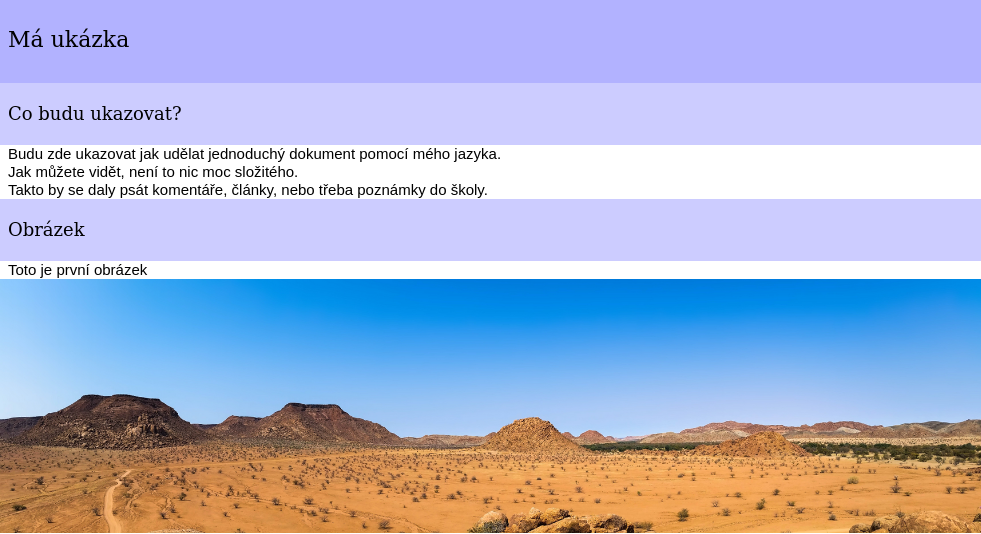 Má ukázka
Co budu ukazovat?
Budu zde ukazovat jak udělat jednoduchý dokument pomocí mého jazyka.
Jak můžete vidět, není to nic moc složitého.
Takto by se daly psát komentáře, články, nebo třeba poznámky do školy.
Obrázek
Toto je první obrázek